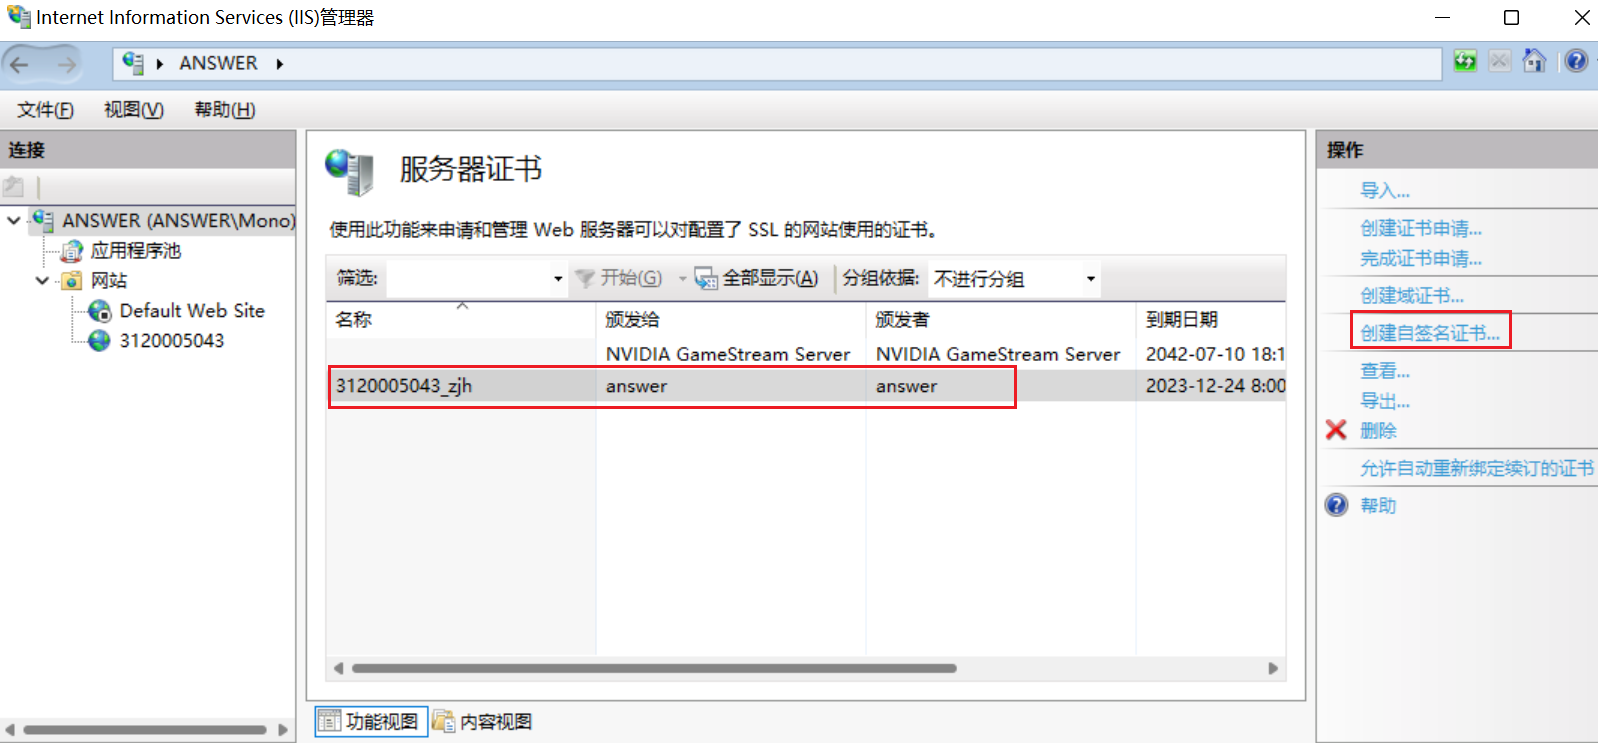 Internet Information Services (IIS)管理器
ANSWER
文件(F) 视图(V) 帮助(H)
连接
ANSWER (ANSWER\Mono)
应用程序池
网站
Default Web Site
3120005043
服务器证书
使用此功能来申请和管理 Web 服务器可以对配置了 SSL 的网站使用的证书。
筛选: 开始(G) 全部显示(A) 分组依据: 不进行分组
名称 颁发给 颁发者 到期日期
NVIDIA GameStream Server NVIDIA GameStream Server 2042-07-10 18:1
3120005043_zjh answer answer 2023-12-24 8:00
功能视图 内容视图
操作
导入...
创建证书申请...
完成证书申请...
创建域证书...
创建自签名证书...
查看...
导出...
删除
允许自动重新绑定续订的证书
帮助